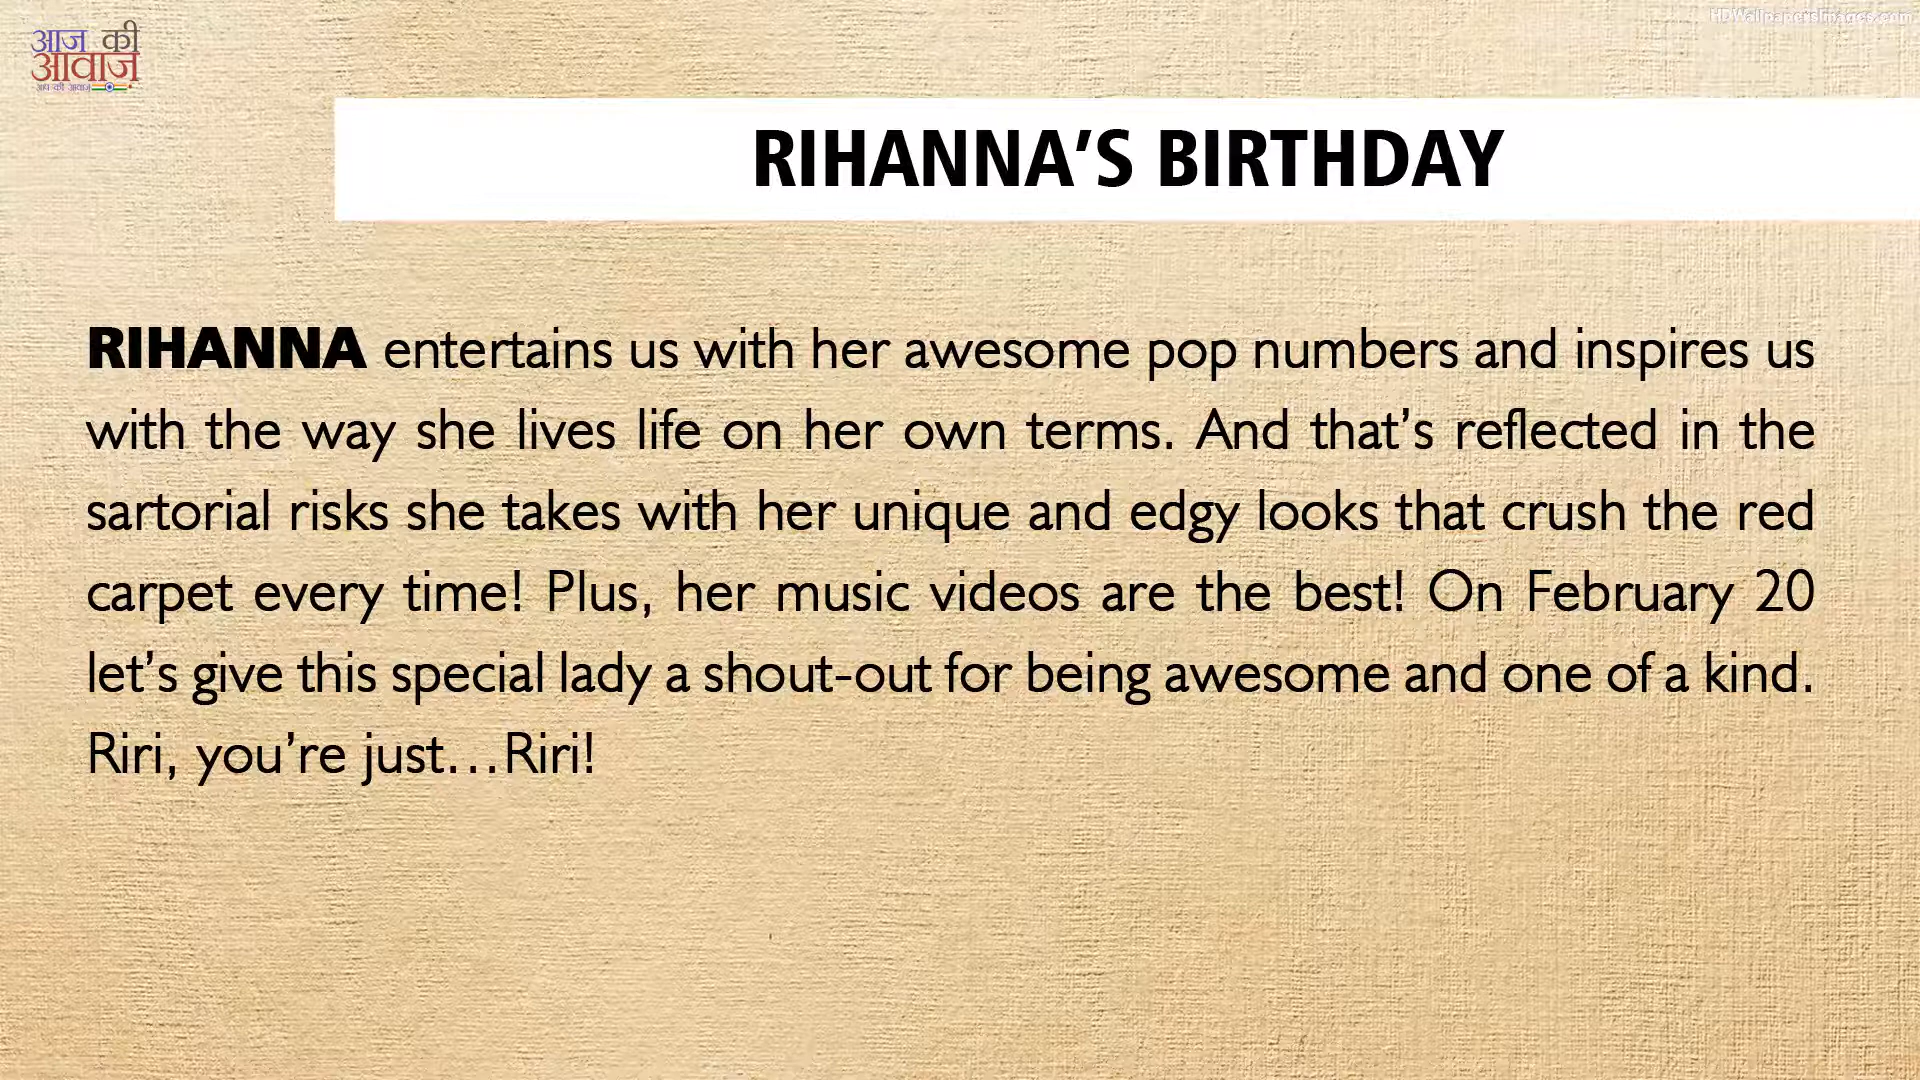 HDWallpapersImages.com
आज की
आवाज
आप की आवाज़
RIHANNA’S BIRTHDAY
RIHANNA entertains us with her awesome pop numbers and inspires us
with the way she lives life on her own terms. And that’s reflected in the
sartorial risks she takes with her unique and edgy looks that crush the red
carpet every time! Plus, her music videos are the best! On February 20
let’s give this special lady a shout-out for being awesome and one of a kind.
Riri, you’re just…Riri!